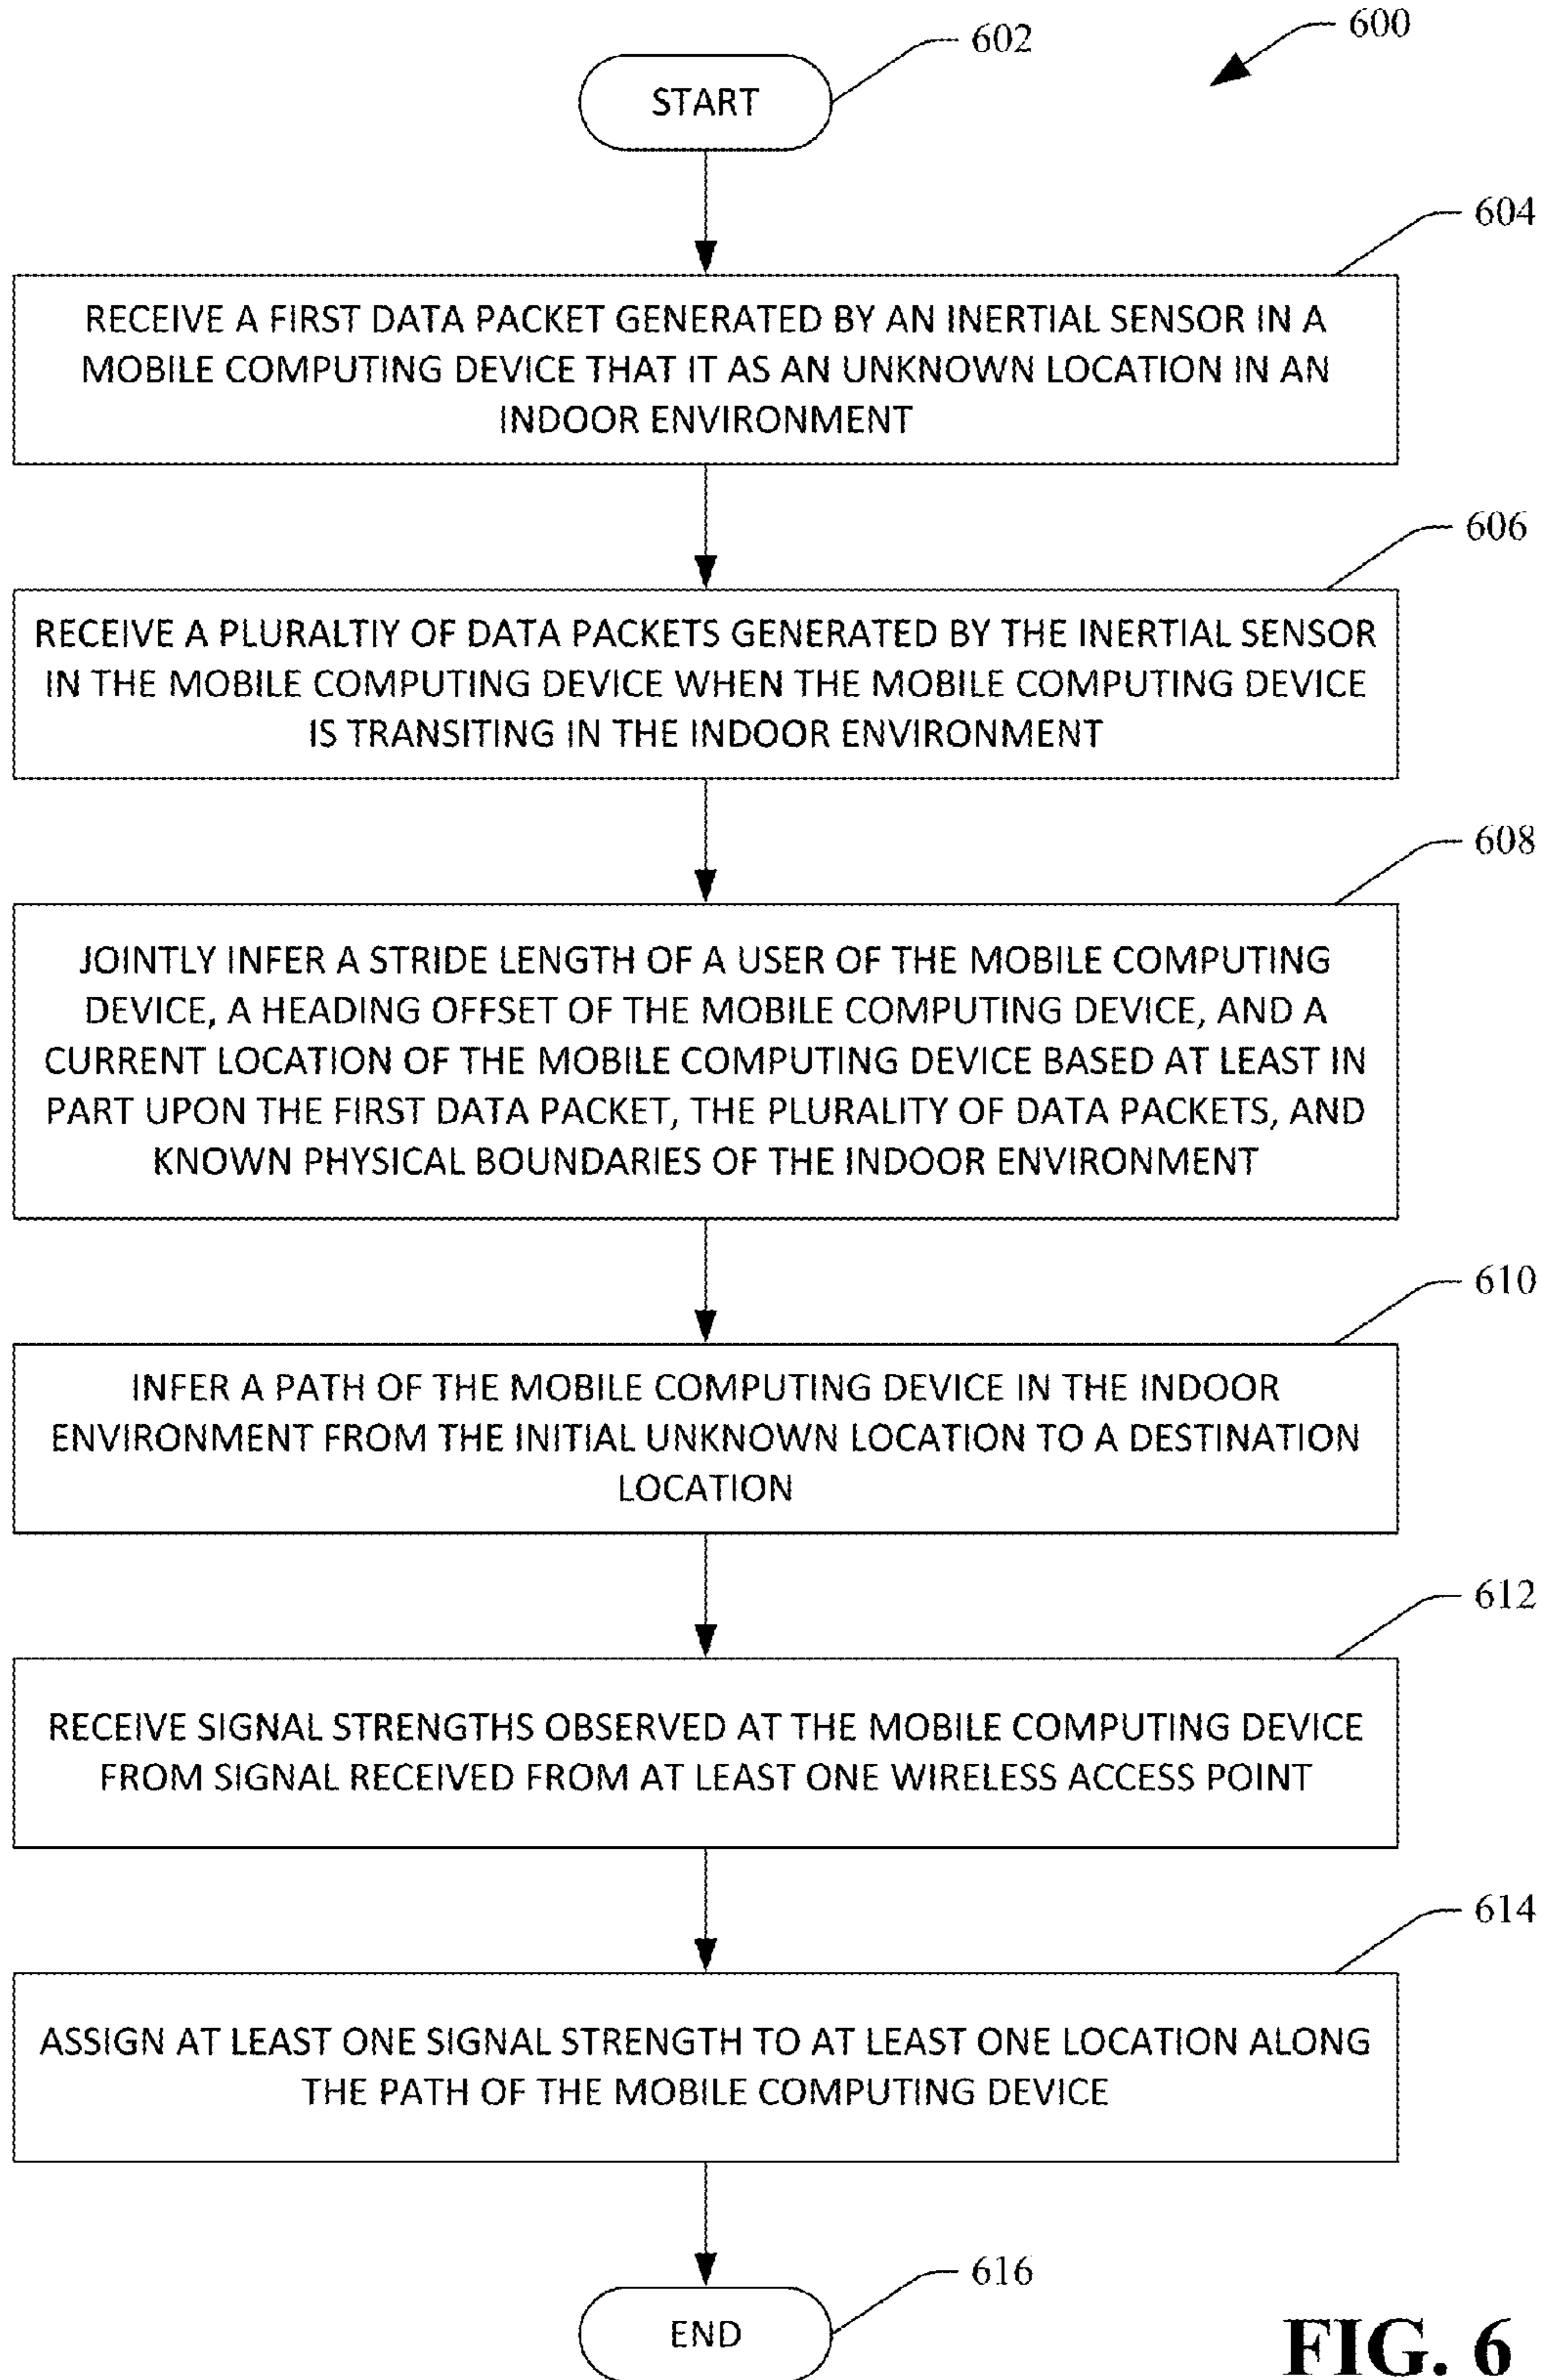 600
602
START
604
RECEIVE A FIRST DATA PACKET GENERATED BY AN INERTIAL SENSOR IN A
MOBILE COMPUTING DEVICE THAT IT AS AN UNKNOWN LOCATION IN AN
INDOOR ENVIRONMENT
606
RECEIVE A PLURALTIY OF DATA PACKETS GENERATED BY THE INERTIAL SENSOR
IN THE MOBILE COMPUTING DEVICE WHEN THE MOBILE COMPUTING DEVICE
IS TRANSITING IN THE INDOOR ENVIRONMENT
608
JOINTLY INFER A STRIDE LENGTH OF A USER OF THE MOBILE COMPUTING
DEVICE, A HEADING OFFSET OF THE MOBILE COMPUTING DEVICE, AND A
CURRENT LOCATION OF THE MOBILE COMPUTING DEVICE BASED AT LEAST IN
PART UPON THE FIRST DATA PACKET, THE PLURALITY OF DATA PACKETS, AND
KNOWN PHYSICAL BOUNDARIES OF THE INDOOR ENVIRONMENT
610
INFER A PATH OF THE MOBILE COMPUTING DEVICE IN THE INDOOR
ENVIRONMENT FROM THE INITIAL UNKNOWN LOCATION TO A DESTINATION
LOCATION
612
RECEIVE SIGNAL STRENGTHS OBSERVED AT THE MOBILE COMPUTING DEVICE
FROM SIGNAL RECEIVED FROM AT LEAST ONE WIRELESS ACCESS POINT
614
ASSIGN AT LEAST ONE SIGNAL STRENGTH TO AT LEAST ONE LOCATION ALONG
THE PATH OF THE MOBILE COMPUTING DEVICE
616
END
FIG. 6